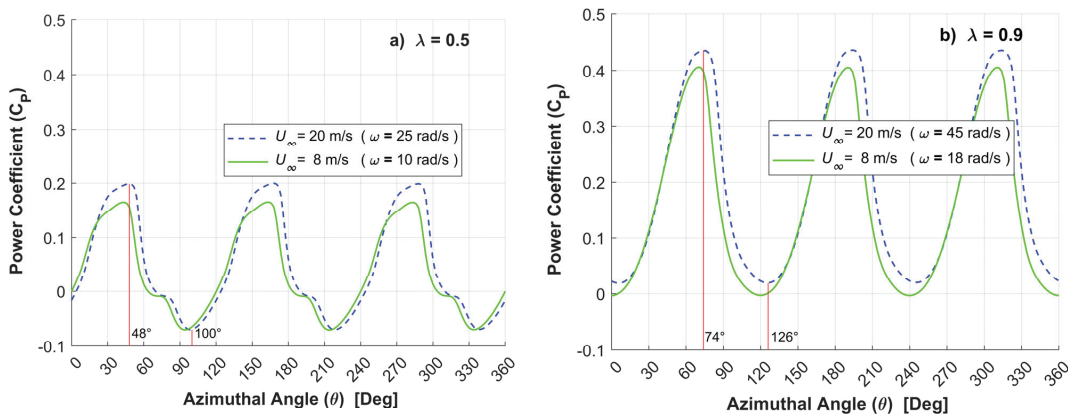 a) λ = 0.5
Power Coefficient (C_P)
0.5
0.4
0.3
0.2
0.1
0
-0.1
U∞ = 20 m/s ( ω = 25 rad/s )
U∞ = 8 m/s ( ω = 10 rad/s )
48°
100°
0 30 60 90 120 150 180 210 240 270 300 330 360
Azimuthal Angle (θ) [Deg]
b) λ = 0.9
Power Coefficient (C_P)
0.5
0.4
0.3
0.2
0.1
0
-0.1
U∞ = 20 m/s ( ω = 45 rad/s )
U∞ = 8 m/s ( ω = 18 rad/s )
74°
126°
0 30 60 90 120 150 180 210 240 270 300 330 360
Azimuthal Angle (θ) [Deg]